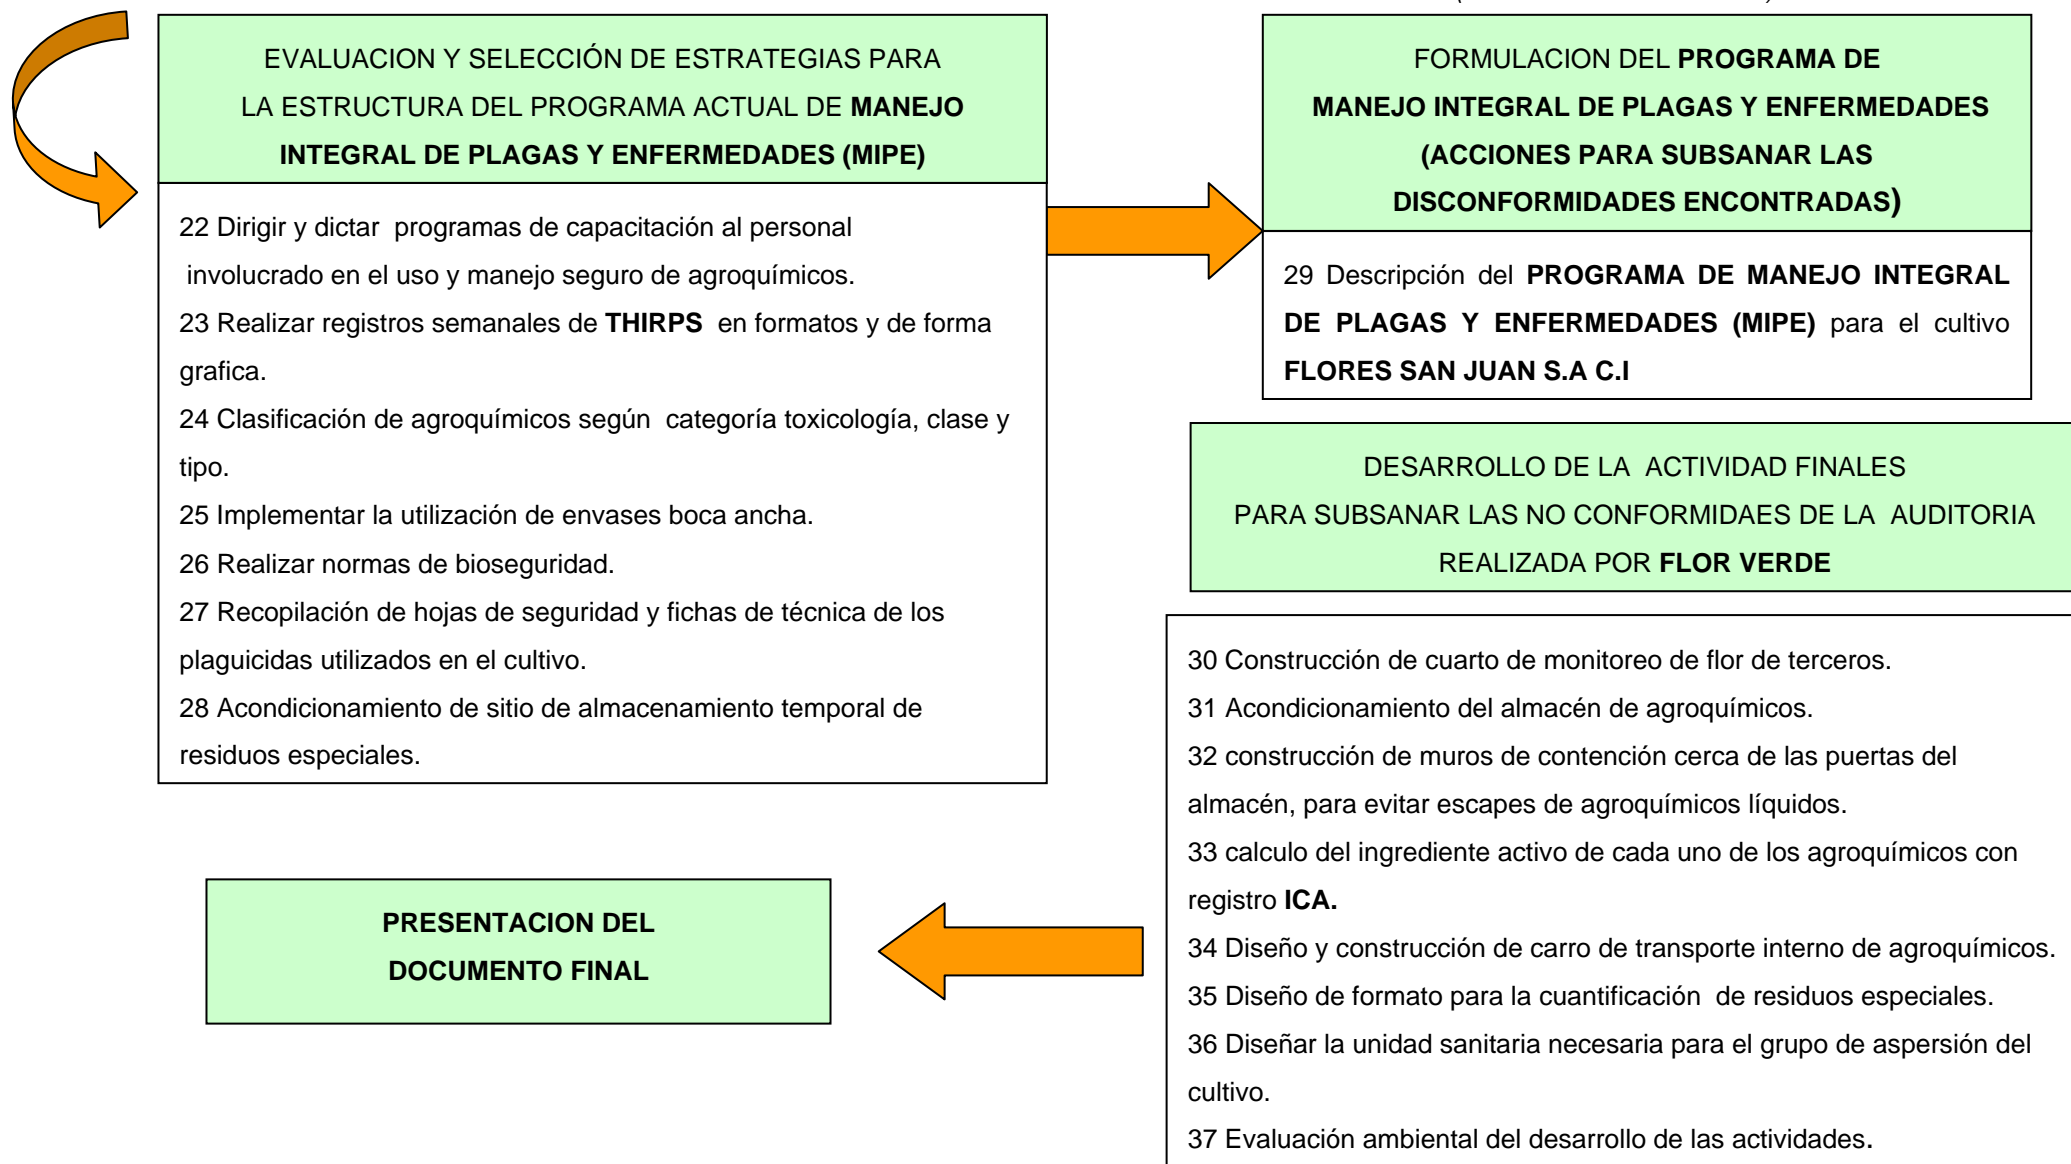 EVALUACION Y SELECCIÓN DE ESTRATEGIAS PARA
LA ESTRUCTURA DEL PROGRAMA ACTUAL DE MANEJO
INTEGRAL DE PLAGAS Y ENFERMEDADES (MIPE)
22 Dirigir y dictar programas de capacitación al personal
involucrado en el uso y manejo seguro de agroquímicos.
23 Realizar registros semanales de THIRPS en formatos y de forma
grafica.
24 Clasificación de agroquímicos según categoría toxicología, clase y
tipo.
25 Implementar la utilización de envases boca ancha.
26 Realizar normas de bioseguridad.
27 Recopilación de hojas de seguridad y fichas de técnica de los
plaguicidas utilizados en el cultivo.
28 Acondicionamiento de sitio de almacenamiento temporal de
residuos especiales.
FORMULACION DEL PROGRAMA DE
MANEJO INTEGRAL DE PLAGAS Y ENFERMEDADES
(ACCIONES PARA SUBSANAR LAS
DISCONFORMIDADES ENCONTRADAS)
29 Descripción del PROGRAMA DE MANEJO INTEGRAL
DE PLAGAS Y ENFERMEDADES (MIPE) para el cultivo
FLORES SAN JUAN S.A C.I
DESARROLLO DE LA ACTIVIDAD FINALES
PARA SUBSANAR LAS NO CONFORMIDAES DE LA AUDITORIA
REALIZADA POR FLOR VERDE
30 Construcción de cuarto de monitoreo de flor de terceros.
31 Acondicionamiento del almacén de agroquímicos.
32 construcción de muros de contención cerca de las puertas del
almacén, para evitar escapes de agroquímicos líquidos.
33 calculo del ingrediente activo de cada uno de los agroquímicos con
registro ICA.
34 Diseño y construcción de carro de transporte interno de agroquímicos.
35 Diseño de formato para la cuantificación de residuos especiales.
36 Diseñar la unidad sanitaria necesaria para el grupo de aspersión del
cultivo.
37 Evaluación ambiental del desarrollo de las actividades.
PRESENTACION DEL
DOCUMENTO FINAL